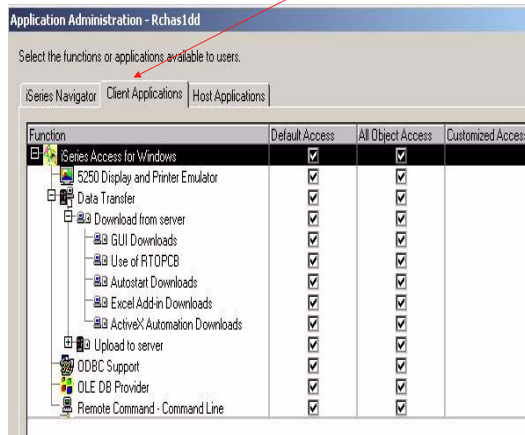 Application Administration - Rchas1dd
Select the functions or applications available to users.
iSeries Navigator Client Applications Host Applications
Function Default Access All Object Access Customized Access
iSeries Access for Windows
5250 Display and Printer Emulator
Data Transfer
Download from server
GUI Downloads
Use of RTOPCB
Autostart Downloads
Excel Add-in Downloads
ActiveX Automation Downloads
Upload to server
ODBC Support
OLE DB Provider
Remote Command - Command Line